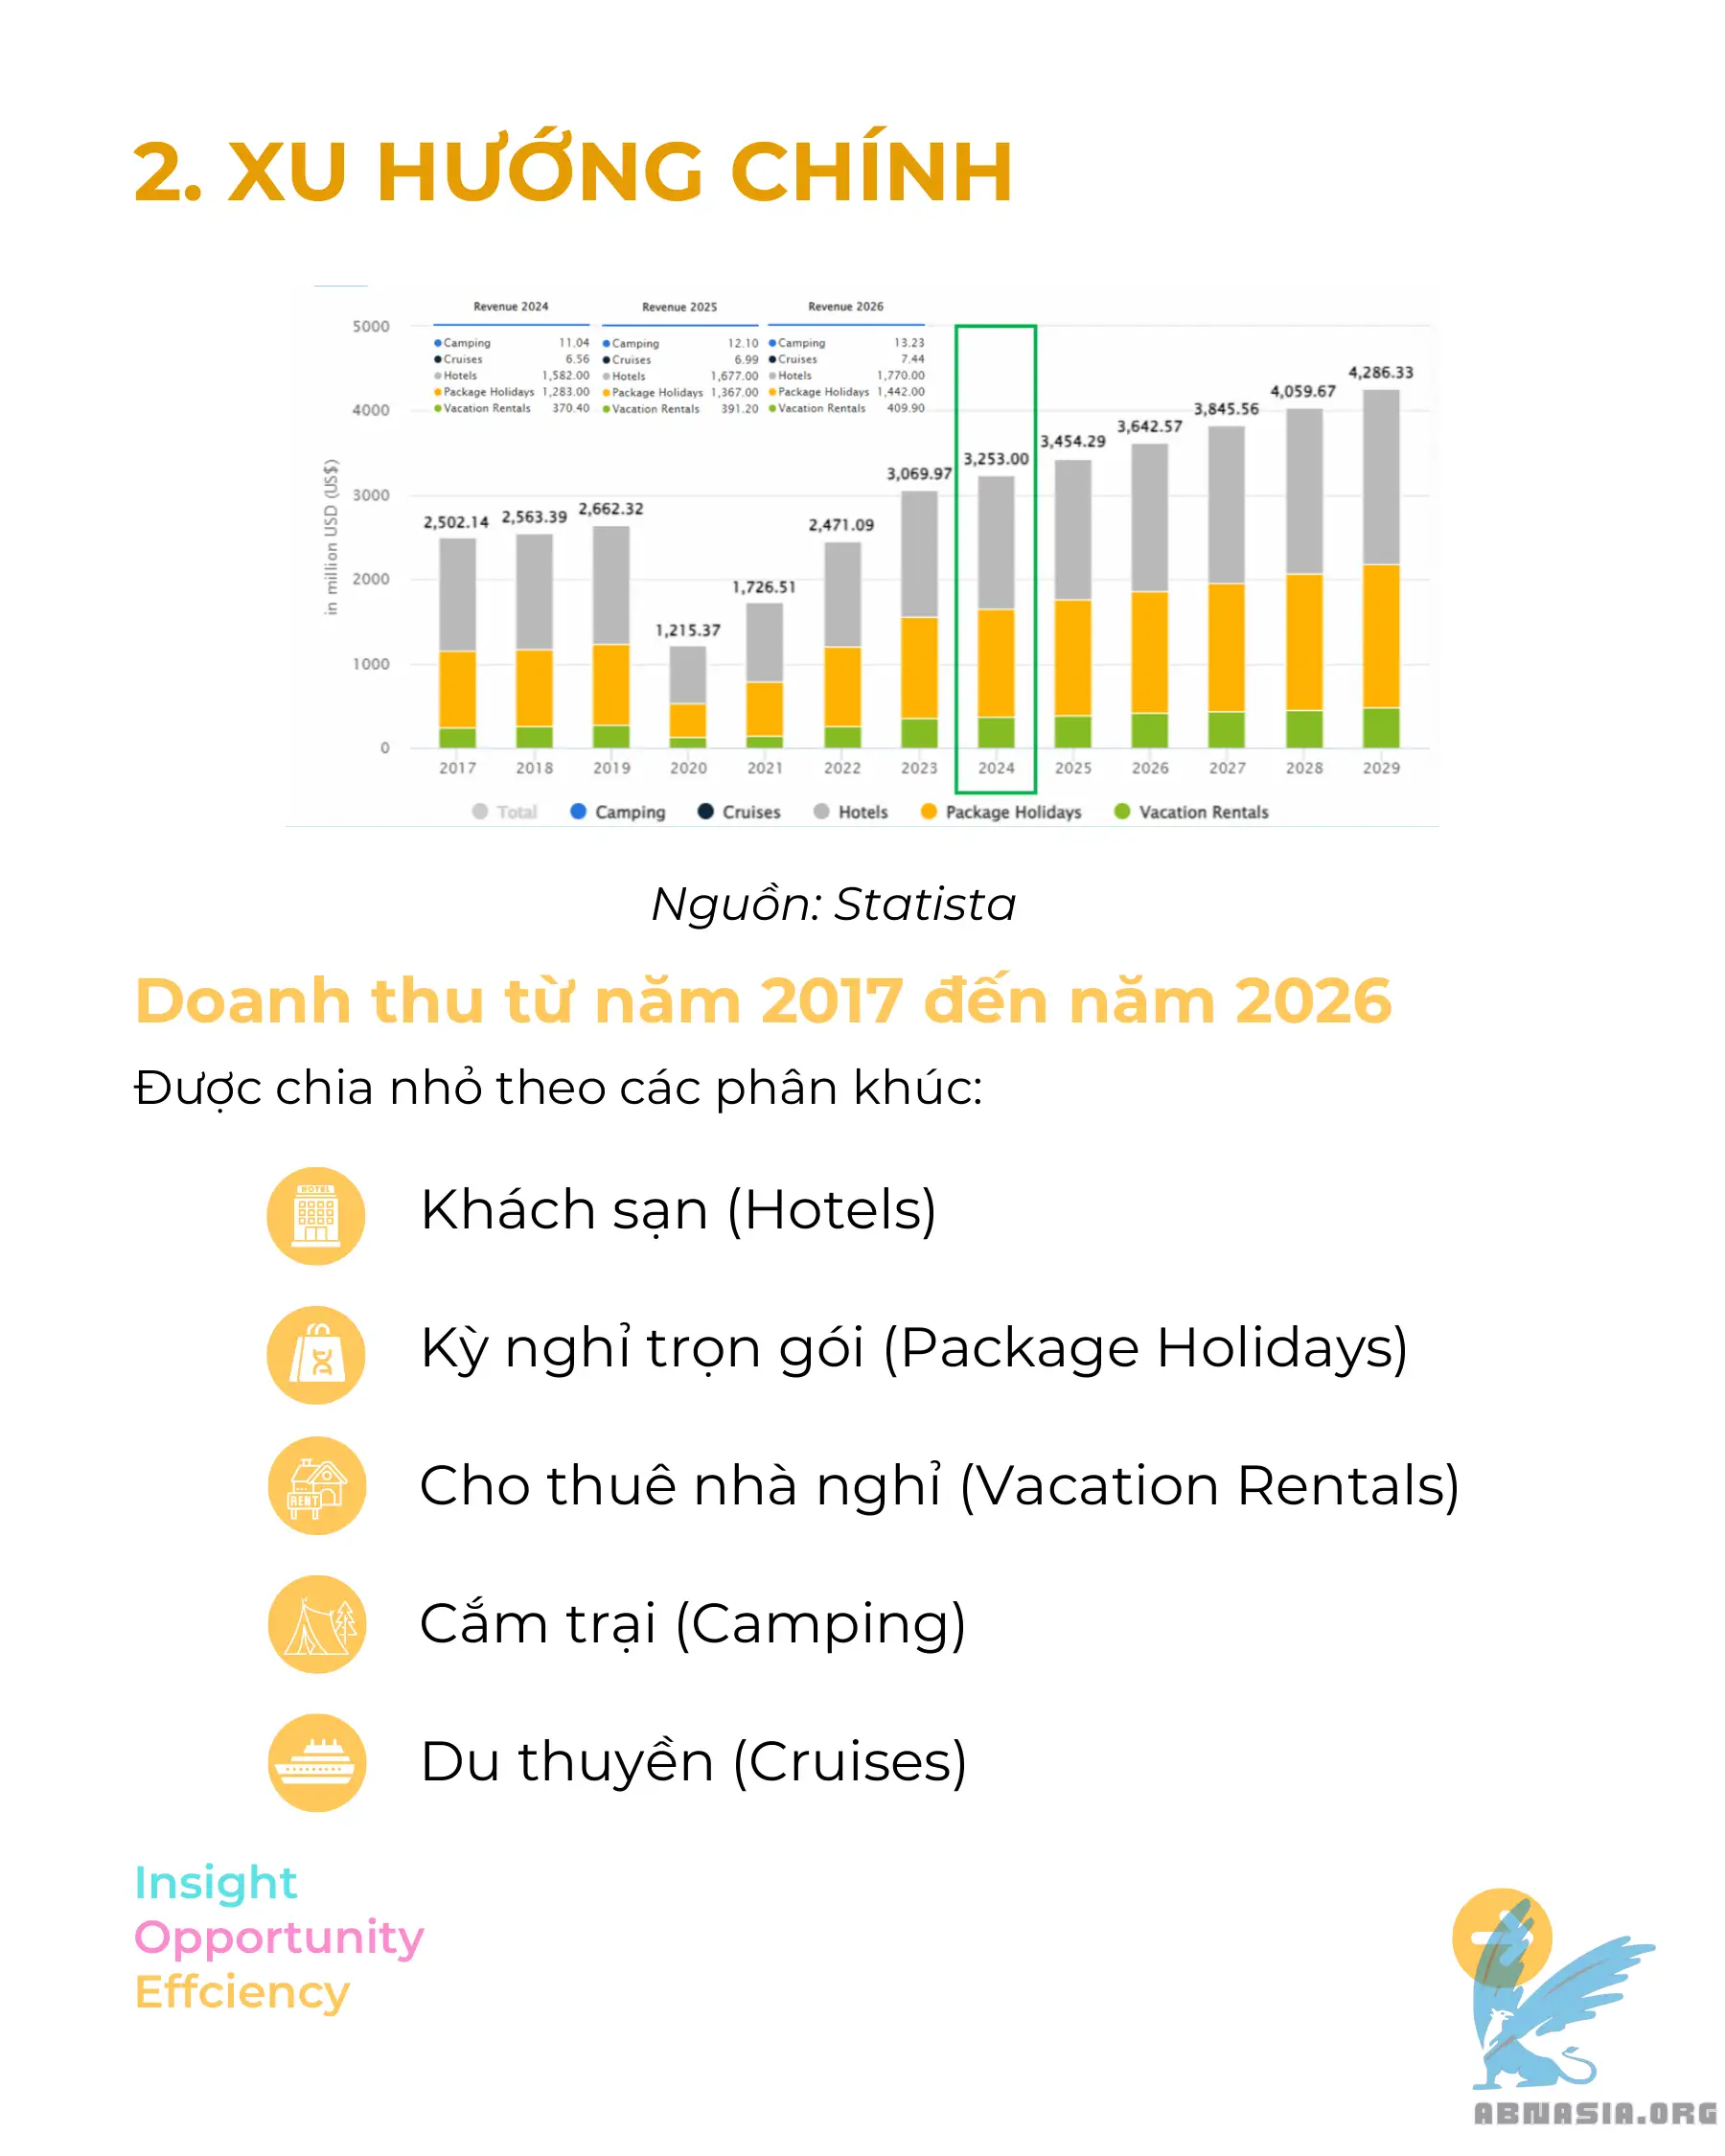 2. XU HƯỚNG CHÍNH
Revenue 2024 Revenue 2025 Revenue 2026
Camping 11.04 Camping 12.10 Camping 13.23
Cruises 6.56 Cruises 6.99 Cruises 7.44
Hotels 1,582.00 Hotels 1,677.00 Hotels 1,770.00
Package Holidays 1,283.00 Package Holidays 1,367.00 Package Holidays 1,442.00
Vacation Rentals 370.40 Vacation Rentals 391.20 Vacation Rentals 409.90
in million USD (US$)
5000
4000
3000
2000
1000
0
2,502.14 2,563.39 2,662.32 1,215.37 1,726.51 2,471.09 3,069.97 3,253.00 3,454.29 3,642.57 3,845.56 4,059.67 4,286.33
2017 2018 2019 2020 2021 2022 2023 2024 2025 2026 2027 2028 2029
Total Camping Cruises Hotels Package Holidays Vacation Rentals
Nguồn: Statista
Doanh thu từ năm 2017 đến năm 2026
Được chia nhỏ theo các phân khúc:
HOTEL
Khách sạn (Hotels)
Kỳ nghỉ trọn gói (Package Holidays)
RENT
Cho thuê nhà nghỉ (Vacation Rentals)
Cắm trại (Camping)
Du thuyền (Cruises)
Insight
Opportunity
Effciency
ABNASIA.ORG